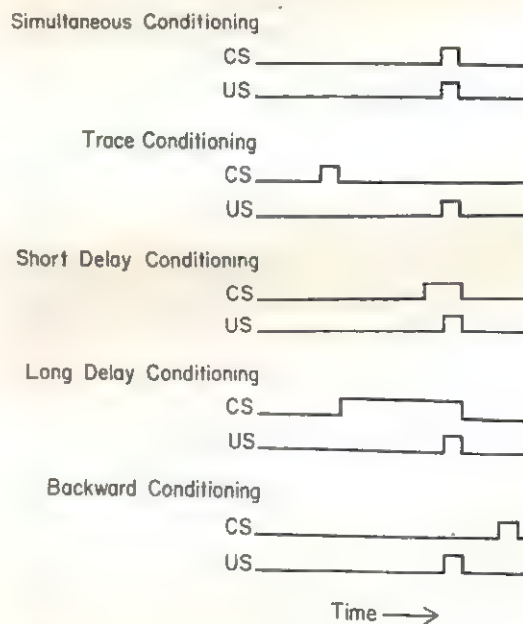 Simultaneous Conditioning
CS
US
Trace Conditioning
CS
US
Short Delay Conditioning
CS
US
Long Delay Conditioning
CS
US
Backward Conditioning
CS
US
Time